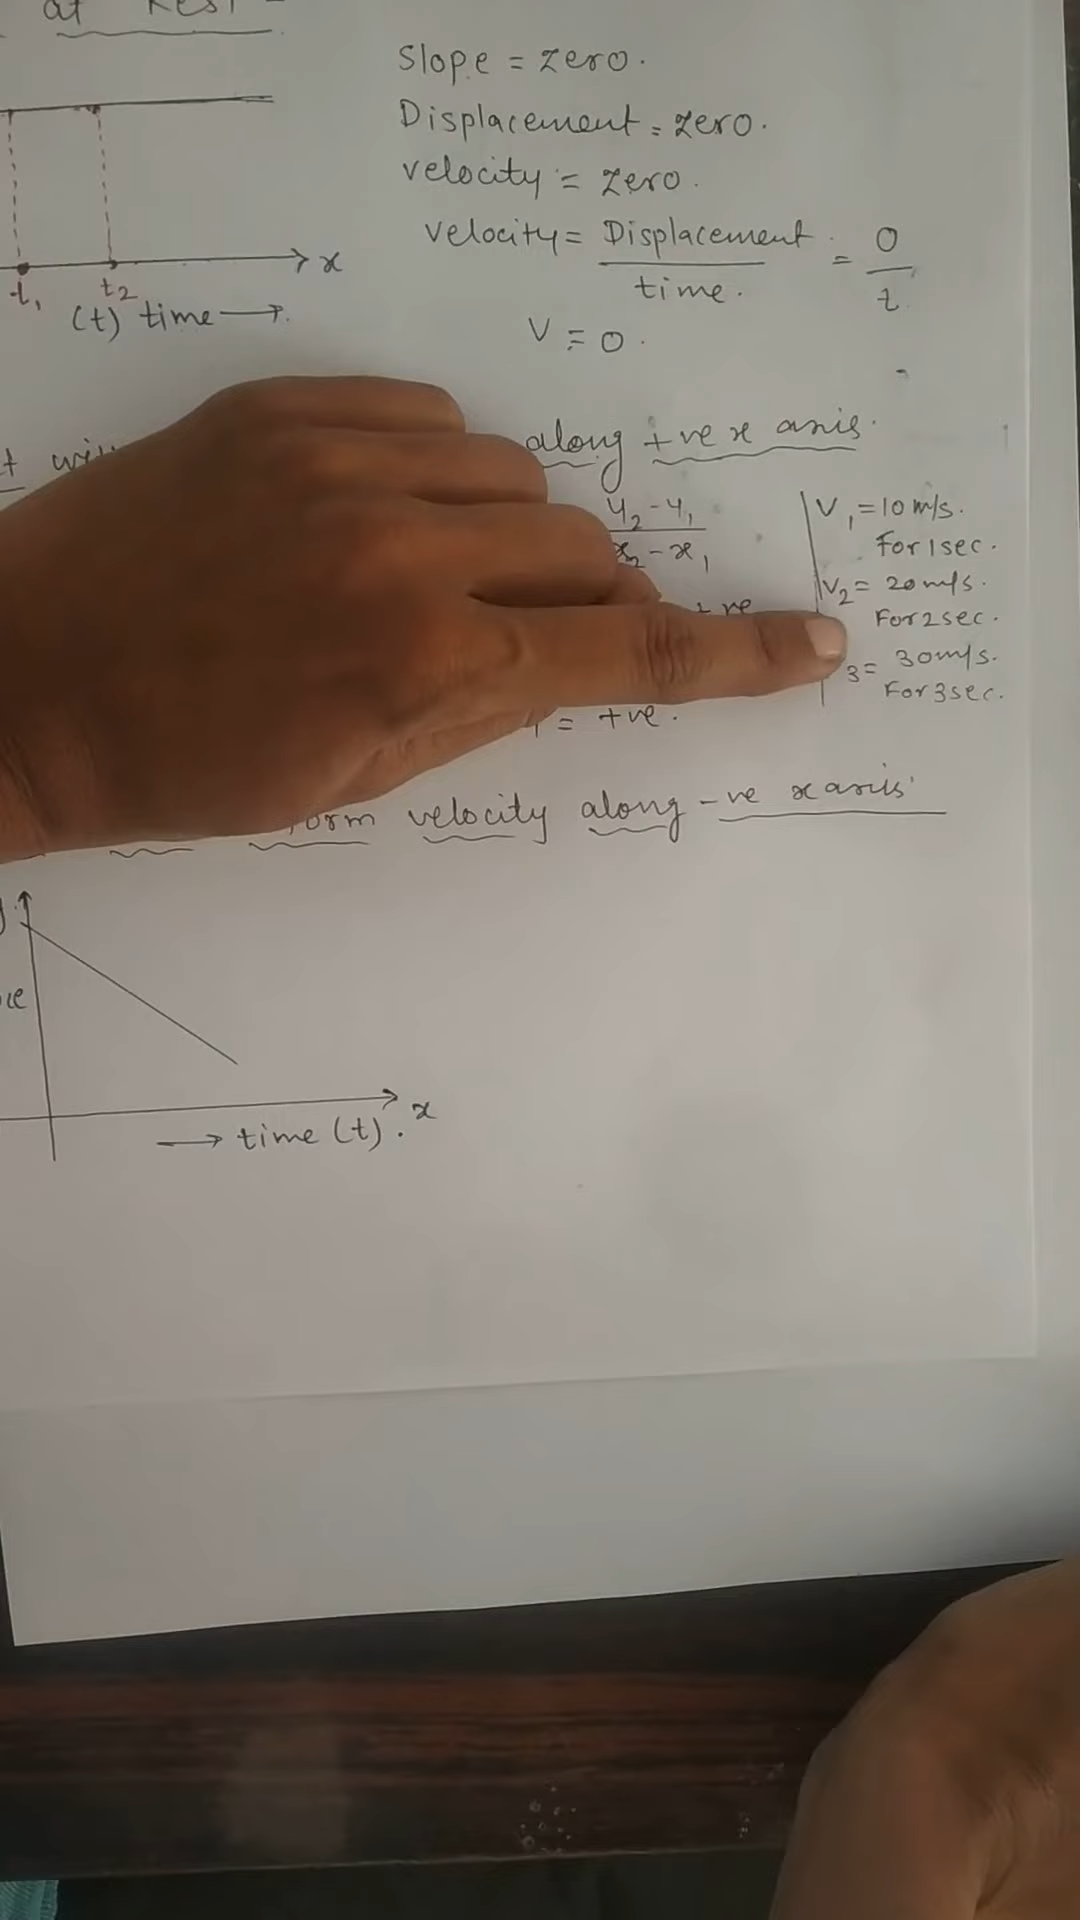 at Rest
Slope = zero.
Displacement = zero.
velocity = zero.
velocity = Displacement / time. = 0 / t
V = 0.
x
t1 t2
(t) time →
along +ve x axis.
y2 - y1
x2 - x1
+ve
= +ve.
V1 = 10 m/s.
For 1 sec.
V2 = 20 m/s.
For 2 sec.
3 = 30 m/s.
For 3 sec.
velocity along -ve x axis
→ time (t). x